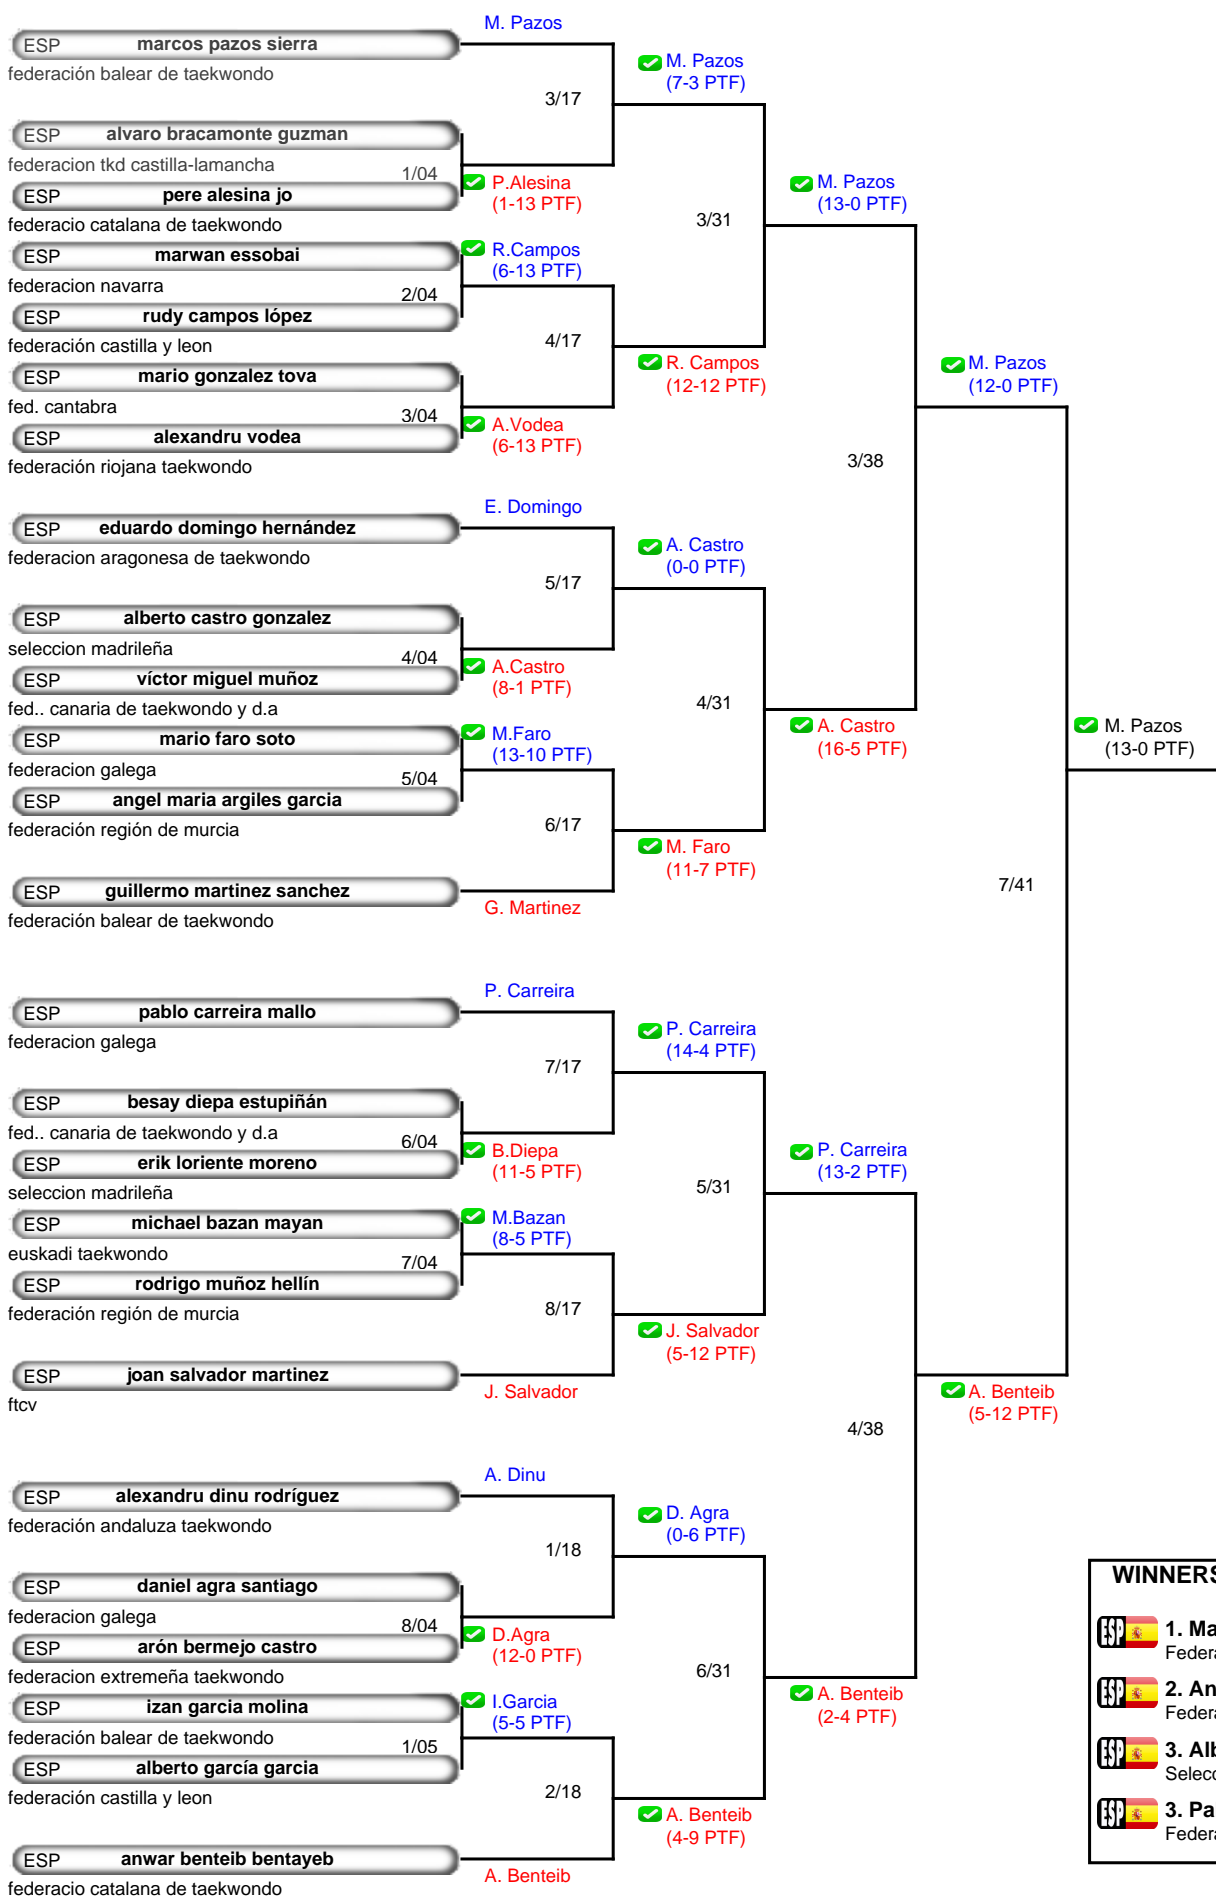 M. Pazos
ESP marcos pazos sierra
federación balear de taekwondo
M. Pazos
(7-3 PTF)
3/17
ESP alvaro bracamonte guzman
federacion tkd castilla-lamancha
1/04
ESP pere alesina jo
P.Alesina
(1-13 PTF)
federacio catalana de taekwondo
M. Pazos
(13-0 PTF)
3/31
ESP marwan essobai
R.Campos
(6-13 PTF)
federacion navarra
2/04
ESP rudy campos lópez
federación castilla y leon
4/17
R. Campos
(12-12 PTF)
M. Pazos
(12-0 PTF)
ESP mario gonzalez tova
fed. cantabra
3/04
ESP alexandru vodea
A.Vodea
(6-13 PTF)
federación riojana taekwondo
3/38
E. Domingo
ESP eduardo domingo hernández
federacion aragonesa de taekwondo
A. Castro
(0-0 PTF)
5/17
ESP alberto castro gonzalez
seleccion madrileña
4/04
ESP víctor miguel muñoz
A.Castro
(8-1 PTF)
fed.. canaria de taekwondo y d.a
4/31
A. Castro
(16-5 PTF)
M. Pazos
(13-0 PTF)
ESP mario faro soto
M.Faro
(13-10 PTF)
federacion galega
5/04
ESP angel maria argiles garcia
federación región de murcia
6/17
M. Faro
(11-7 PTF)
ESP guillermo martinez sanchez
G. Martinez
federación balear de taekwondo
7/41
P. Carreira
ESP pablo carreira mallo
federacion galega
P. Carreira
(14-4 PTF)
7/17
ESP besay diepa estupiñán
fed.. canaria de taekwondo y d.a
6/04
ESP erik loriente moreno
B.Diepa
(11-5 PTF)
seleccion madrileña
P. Carreira
(13-2 PTF)
5/31
ESP michael bazan mayan
M.Bazan
(8-5 PTF)
euskadi taekwondo
7/04
ESP rodrigo muñoz hellín
federación región de murcia
8/17
J. Salvador
(5-12 PTF)
ESP joan salvador martinez
J. Salvador
ftcv
A. Benteib
(5-12 PTF)
4/38
A. Dinu
ESP alexandru dinu rodríguez
federación andaluza taekwondo
D. Agra
(0-6 PTF)
1/18
ESP daniel agra santiago
federacion galega
8/04
ESP arón bermejo castro
D.Agra
(12-0 PTF)
federacion extremeña taekwondo
6/31
A. Benteib
(2-4 PTF)
ESP izan garcia molina
I.Garcia
(5-5 PTF)
federación balear de taekwondo
1/05
ESP alberto garcía garcia
federación castilla y leon
2/18
A. Benteib
(4-9 PTF)
ESP anwar benteib bentayeb
A. Benteib
federacio catalana de taekwondo
WINNERS
ESP 1. Ma
Federa
ESP 2. An
Federa
ESP 3. Alb
Selecc
ESP 3. Pa
Federa